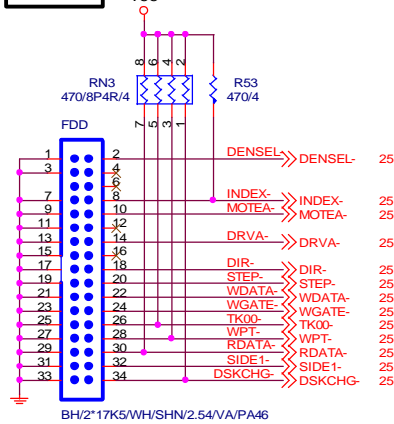 8 6 4 2
RN3
470/8P4R/4
R53
470/4
7 5 3 1
FDD
1 2 DENSEL- DENSEL- 25
3 4
6
7 8 INDEX- INDEX- 25
9 10 MOTEA- MOTEA- 25
11 12
13 14 DRVA- DRVA- 25
15 16
17 18 DIR- DIR- 25
19 20 STEP- STEP- 25
21 22 WDATA- WDATA- 25
23 24 WGATE- WGATE- 25
25 26 TK00- TK00- 25
27 28 WPT- WPT- 25
29 30 RDATA- RDATA- 25
31 32 SIDE1- SIDE1- 25
33 34 DSKCHG- DSKCHG- 25
BH/2*17K5/WH/SHN/2.54/VA/PA46